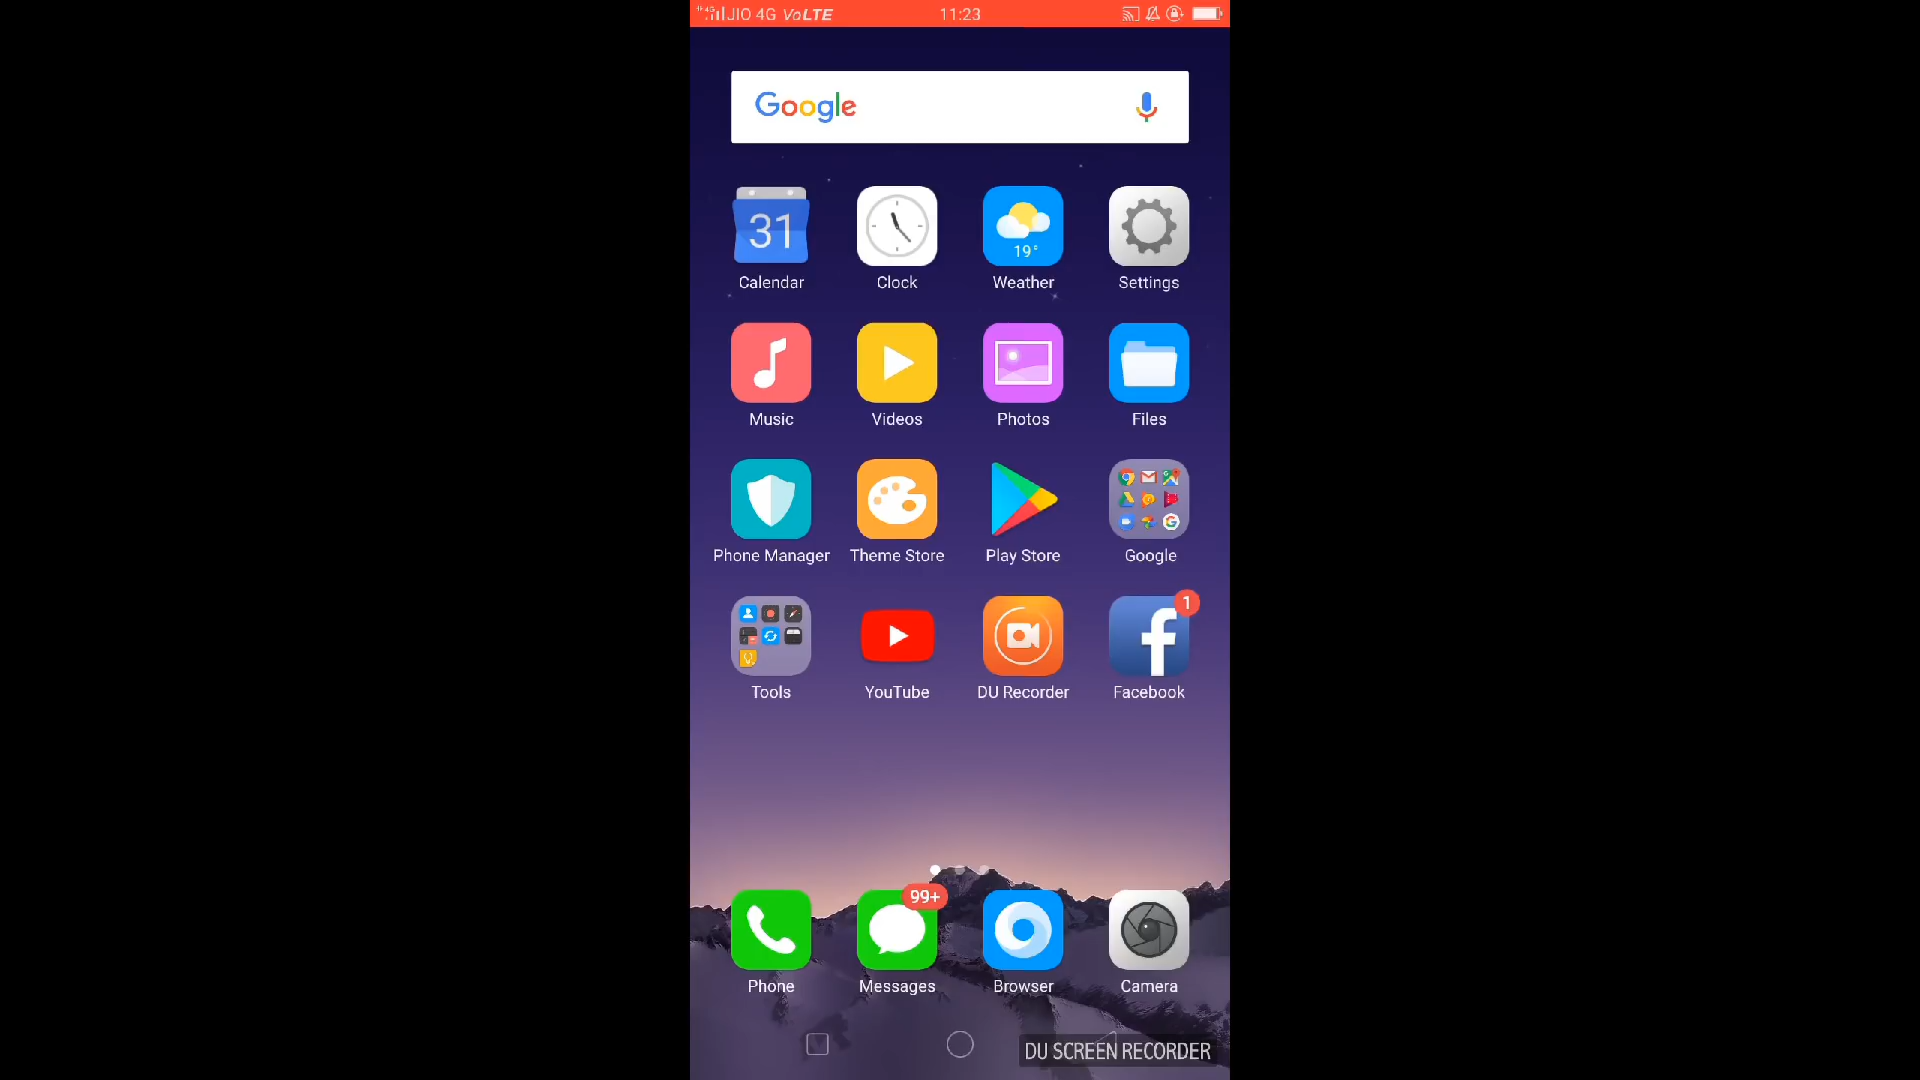 JIO 4G VoLTE 11:23
Google
31
19°
Calendar Clock Weather Settings
Music Videos Photos Files
Phone Manager Theme Store Play Store Google
1
Tools YouTube DU Recorder Facebook
99+
Phone Messages Browser Camera
DU SCREEN RECORDER